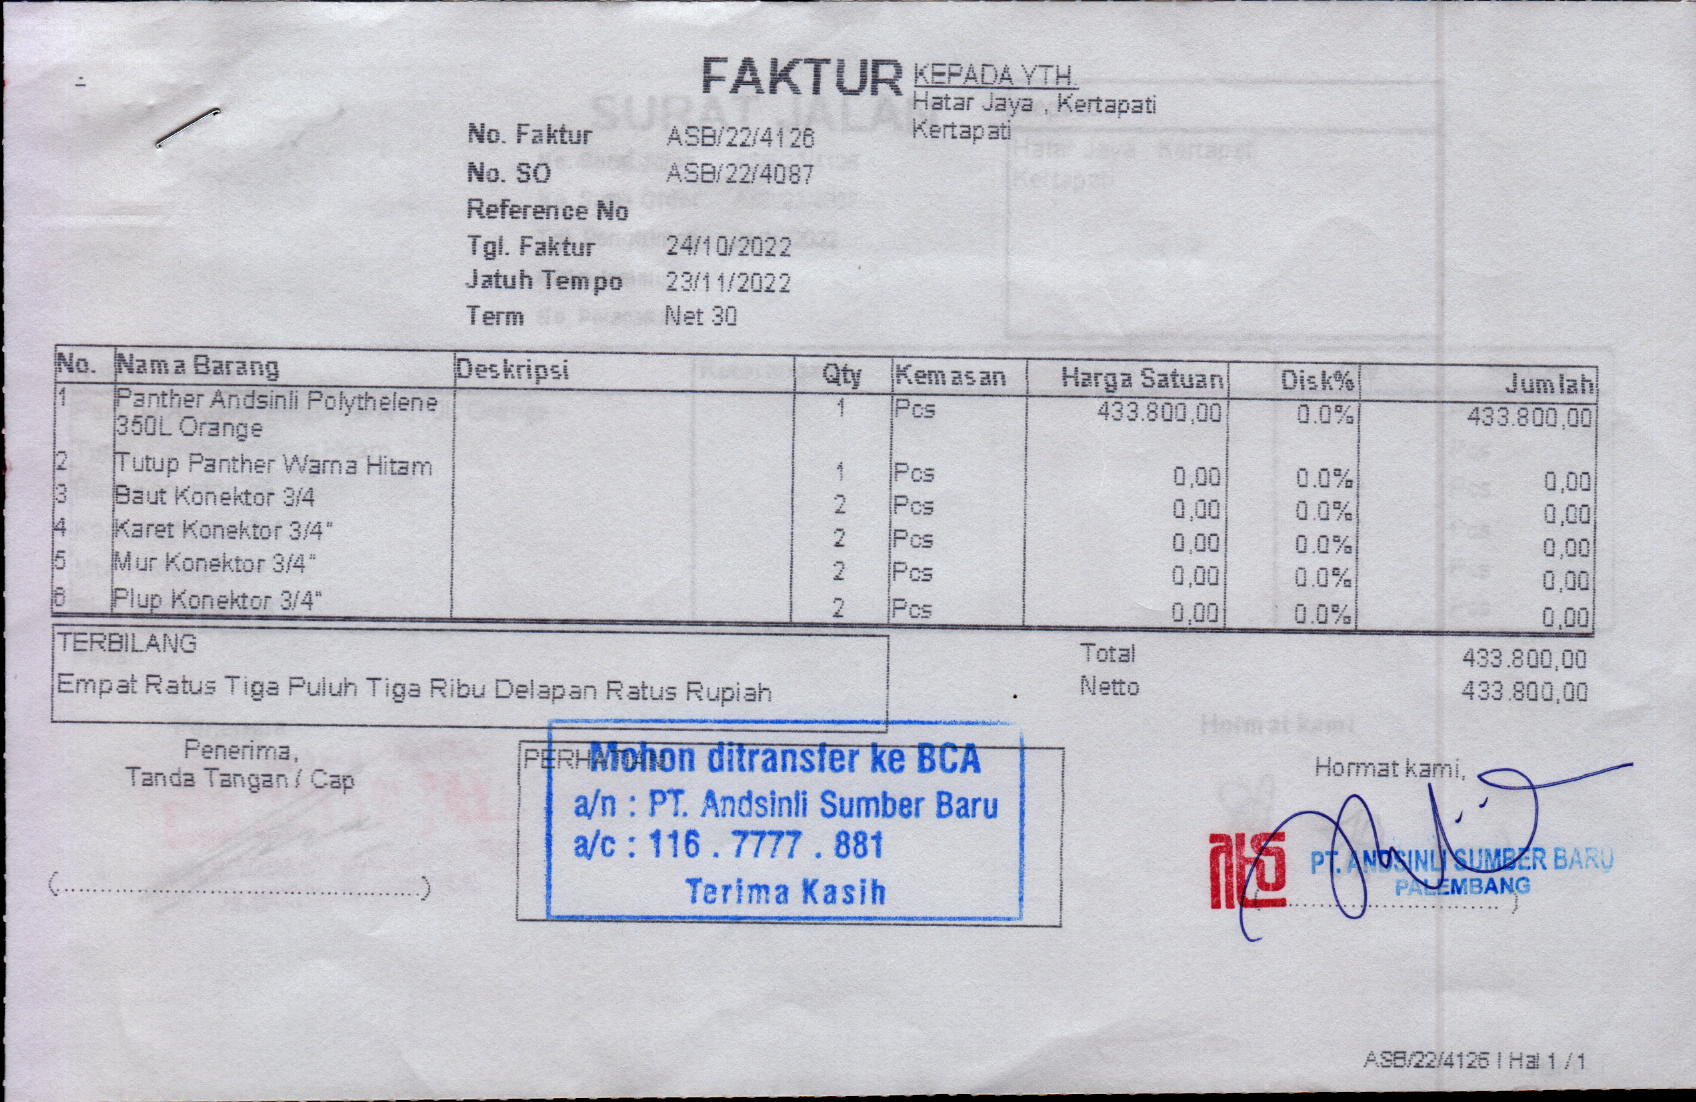 FAKTUR
KEPADA YTH.
Hatar Jaya , Kertapati
Kertapati
No. Faktur ASB/22/4126
No. SO ASB/22/4087
Reference No
Tgl. Faktur 24/10/2022
Jatuh Tempo 23/11/2022
Term Net 30
No. Nama Barang Deskripsi Qty Kemasan Harga Satuan Disk% Jumlah
1 Panther Andsinli Polythelene 1 Pcs 433.800,00 0.0% 433.800,00
350L Orange
2 Tutup Panther Warna Hitam 1 Pcs 0,00 0.0% 0,00
3 Baut Konektor 3/4 2 Pcs 0,00 0.0% 0,00
4 Karet Konektor 3/4" 2 Pcs 0,00 0.0% 0,00
5 Mur Konektor 3/4" 2 Pcs 0,00 0.0% 0,00
6 Plup Konektor 3/4" 2 Pcs 0,00 0.0% 0,00
TERBILANG
Empat Ratus Tiga Puluh Tiga Ribu Delapan Ratus Rupiah
Total 433.800,00
Netto 433.800,00
Penerima,
Tanda Tangan / Cap
(...........................................)
PERHATIAN
Mohon ditransfer ke BCA
a/n : PT. Andsinli Sumber Baru
a/c : 116 . 7777 . 881
Terima Kasih
Hormat kami,
PT. ANDSINLI SUMBER BARU
PALEMBANG
ASB/22/4126 | Hal 1 / 1